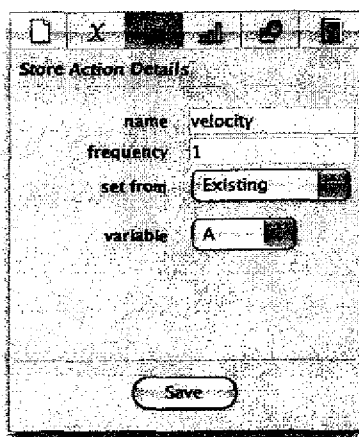 x
Store Action Details
name velocity
frequency 1
set from Existing
variable A
Save